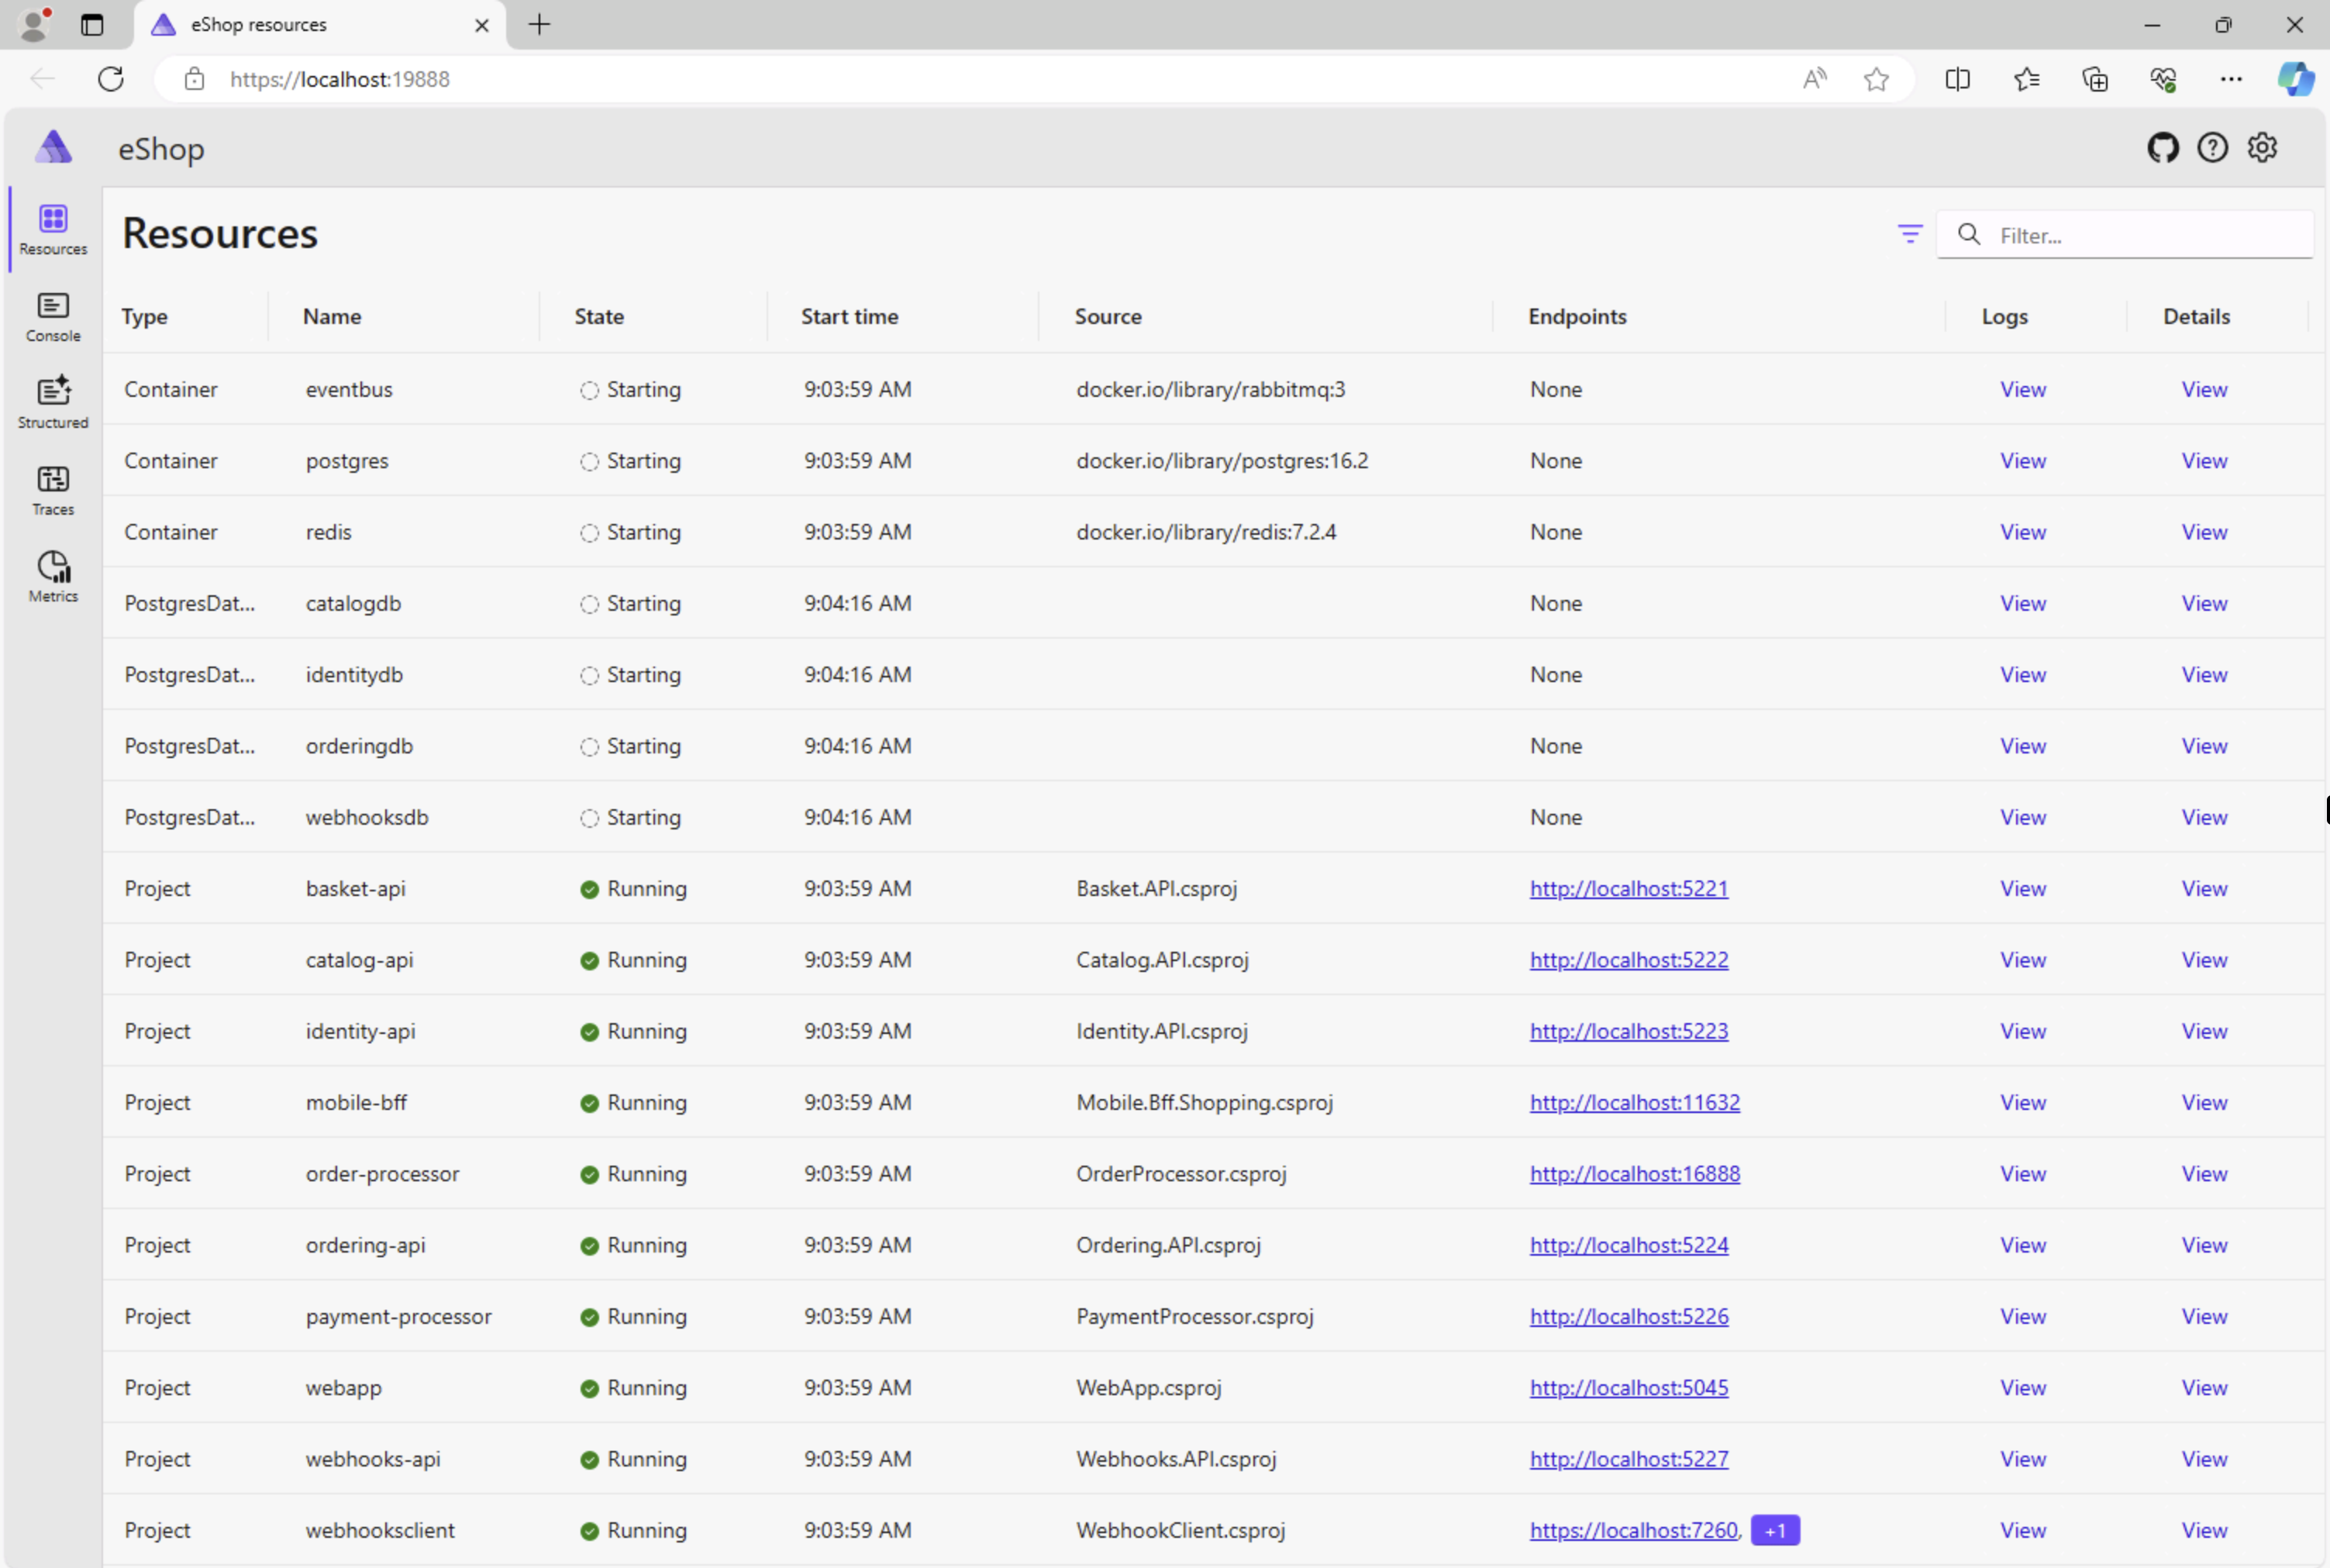 eShop resources
https://localhost:19888
eShop
Resources
Filter...
Resources
Console
Structured
Traces
Metrics
Type Name State Start time Source Endpoints Logs Details
Container eventbus Starting 9:03:59 AM docker.io/library/rabbitmq:3 None View View
Container postgres Starting 9:03:59 AM docker.io/library/postgres:16.2 None View View
Container redis Starting 9:03:59 AM docker.io/library/redis:7.2.4 None View View
PostgresDat... catalogdb Starting 9:04:16 AM None View View
PostgresDat... identitydb Starting 9:04:16 AM None View View
PostgresDat... orderingdb Starting 9:04:16 AM None View View
PostgresDat... webhooksdb Starting 9:04:16 AM None View View
Project basket-api Running 9:03:59 AM Basket.API.csproj http://localhost:5221 View View
Project catalog-api Running 9:03:59 AM Catalog.API.csproj http://localhost:5222 View View
Project identity-api Running 9:03:59 AM Identity.API.csproj http://localhost:5223 View View
Project mobile-bff Running 9:03:59 AM Mobile.Bff.Shopping.csproj http://localhost:11632 View View
Project order-processor Running 9:03:59 AM OrderProcessor.csproj http://localhost:16888 View View
Project ordering-api Running 9:03:59 AM Ordering.API.csproj http://localhost:5224 View View
Project payment-processor Running 9:03:59 AM PaymentProcessor.csproj http://localhost:5226 View View
Project webapp Running 9:03:59 AM WebApp.csproj http://localhost:5045 View View
Project webhooks-api Running 9:03:59 AM Webhooks.API.csproj http://localhost:5227 View View
Project webhooksclient Running 9:03:59 AM WebhookClient.csproj https://localhost:7260, +1 View View